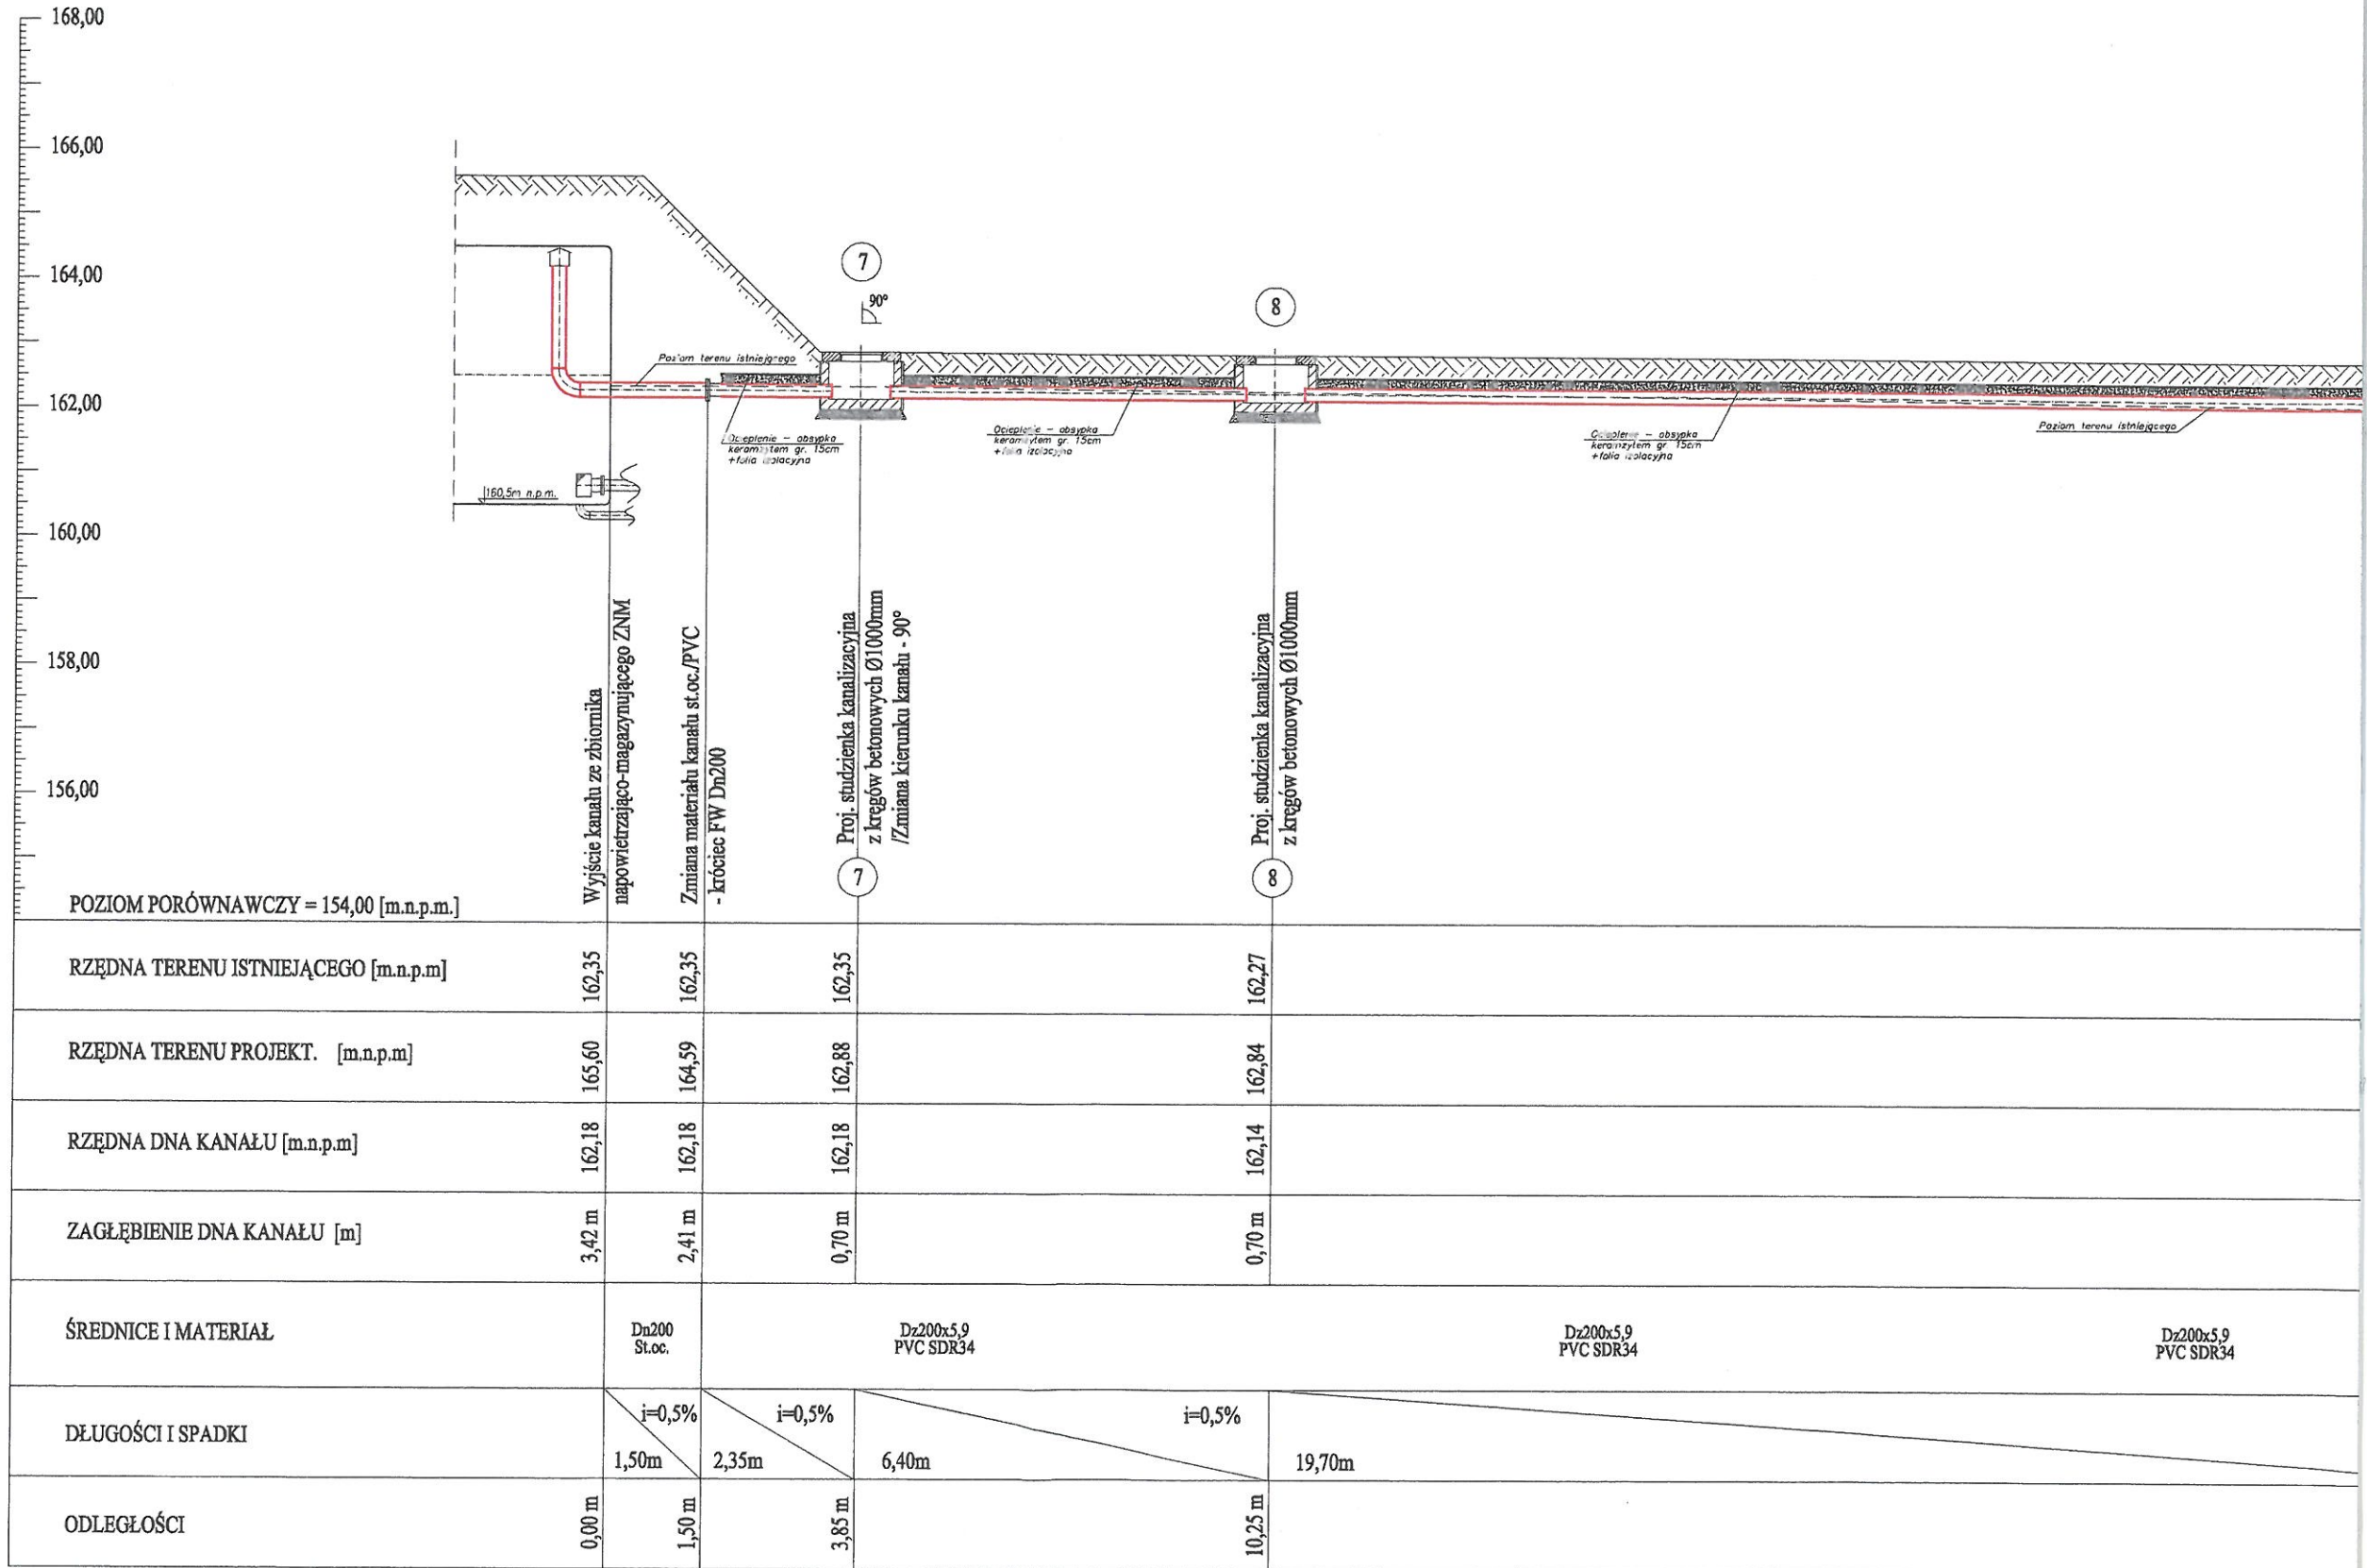 168,00
166,00
164,00
162,00
160,00
158,00
156,00
7
90°
8
Poziom terenu istniejącego
Ocieplenie - obsypka
keramzytem gr. 15cm
+folia izolacyjna
Ocieplenie - obsypka
keramzytem gr. 15cm
+folia izolacyjna
Ocieplenie - obsypka
keramzytem gr. 15cm
+folia izolacyjna
Poziom terenu istniejącego
160,5m n.p.m.
Wyjście kanału ze zbiornika
napowietrzająco-magazynującego ZNM
Zmiana materiału kanału st.oc./PVC
- króciec FW Dn200
Proj. studzienka kanalizacyjna
z kręgów betonowych Ø1000mm
/Zmiana kierunku kanału - 90°
7
Proj. studzienka kanalizacyjna
z kręgów betonowych Ø1000mm
8
POZIOM PORÓWNAWCZY = 154,00 [m.n.p.m.]
RZĘDNA TERENU ISTNIEJĄCEGO [m.n.p.m] 162,35 162,35 162,35 162,27
RZĘDNA TERENU PROJEKT. [m.n.p.m] 165,60 164,59 162,88 162,84
RZĘDNA DNA KANAŁU [m.n.p.m] 162,18 162,18 162,18 162,14
ZAGŁĘBIENIE DNA KANAŁU [m] 3,42 m 2,41 m 0,70 m 0,70 m
ŚREDNICE I MATERIAŁ
Dn200
St.oc.
Dz200x5,9
PVC SDR34
Dz200x5,9
PVC SDR34
Dz200x5,9
PVC SDR34
DŁUGOŚCI I SPADKI
i=0,5%
1,50m
i=0,5%
2,35m
i=0,5%
6,40m
19,70m
ODLEGŁOŚCI 0,00 m 1,50 m 3,85 m 10,25 m